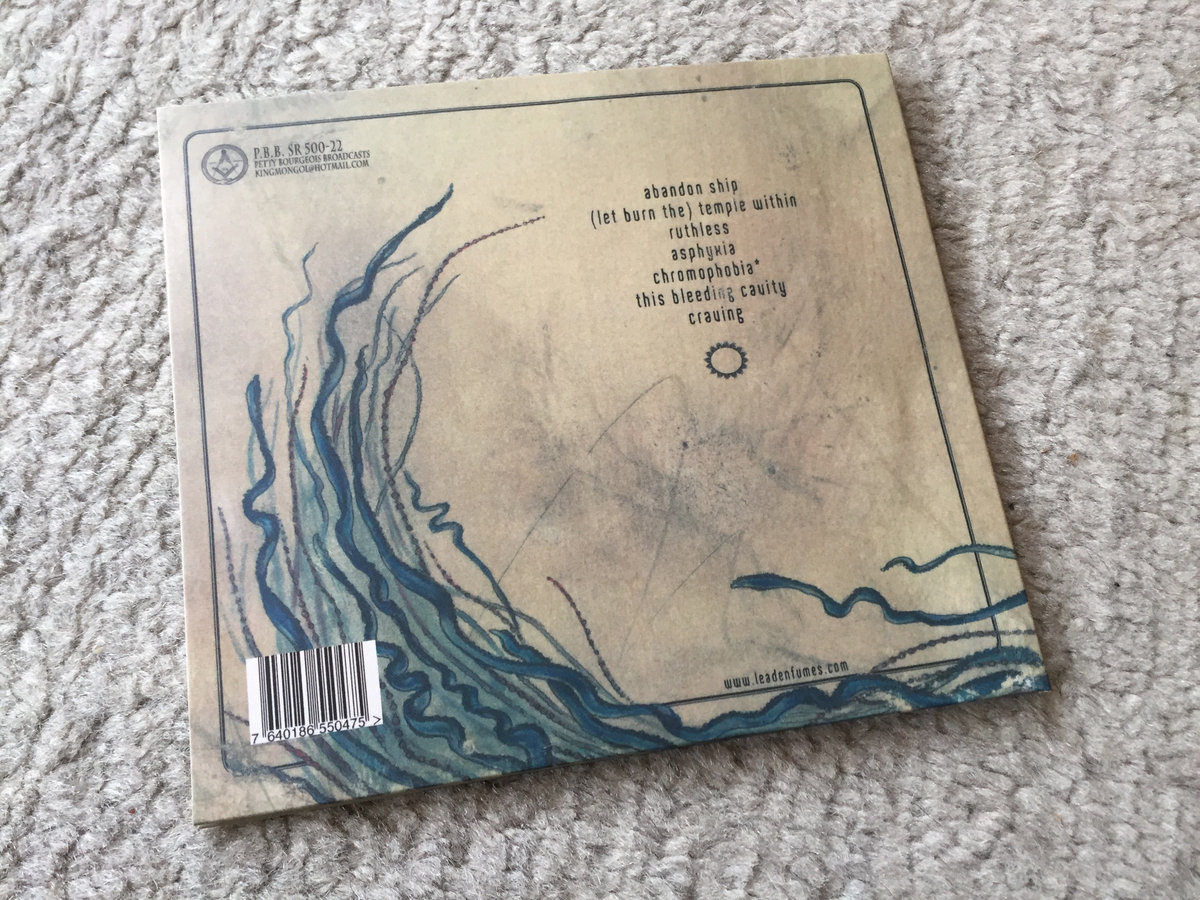 P.B.B. SR 500-22
PETTY BOURGEOIS BROADCASTS
KINGMONGOL@HOTMAIL.COM
abandon ship
(let burn the) temple within
ruthless
asphyxia
chromophobia*
this bleeding cavity
craving
www.leadenfumes.com
7 640186 550475 >